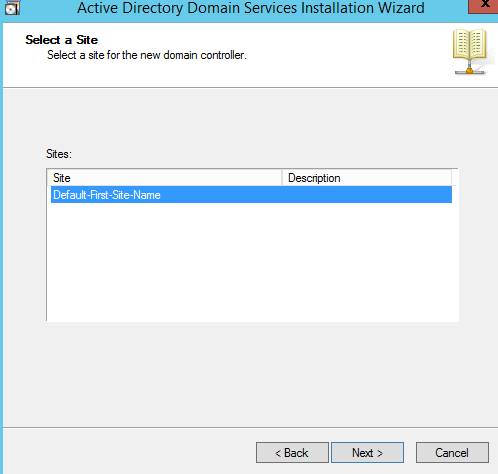 Active Directory Domain Services Installation Wizard
x
Select a Site
Select a site for the new domain controller.
Sites:
Site Description
Default-First-Site-Name
< Back Next > Cancel